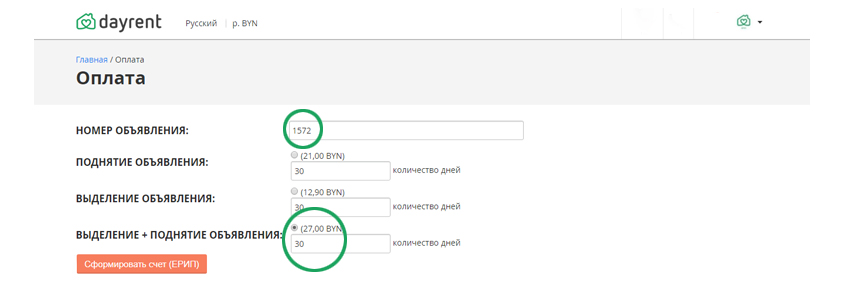 dayrent Русский р. BYN
Главная / Оплата
Оплата
НОМЕР ОБЪЯВЛЕНИЯ: 1572
ПОДНЯТИЕ ОБЪЯВЛЕНИЯ: (21,00 BYN)
30 количество дней
ВЫДЕЛЕНИЕ ОБЪЯВЛЕНИЯ: (12,90 BYN)
30 количество дней
ВЫДЕЛЕНИЕ + ПОДНЯТИЕ ОБЪЯВЛЕНИЯ: (27,00 BYN)
30 количество дней
Сформировать счет (ЕРИП)